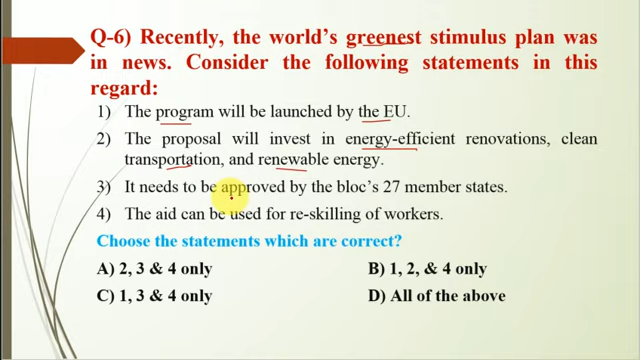 Q-6) Recently, the world's greenest stimulus plan was
in news. Consider the following statements in this
regard:
1) The program will be launched by the EU.
2) The proposal will invest in energy-efficient renovations, clean
transportation, and renewable energy.
3) It needs to be approved by the bloc's 27 member states.
4) The aid can be used for re-skilling of workers.
Choose the statements which are correct?
A) 2, 3 & 4 only
B) 1, 2, & 4 only
C) 1, 3 & 4 only
D) All of the above